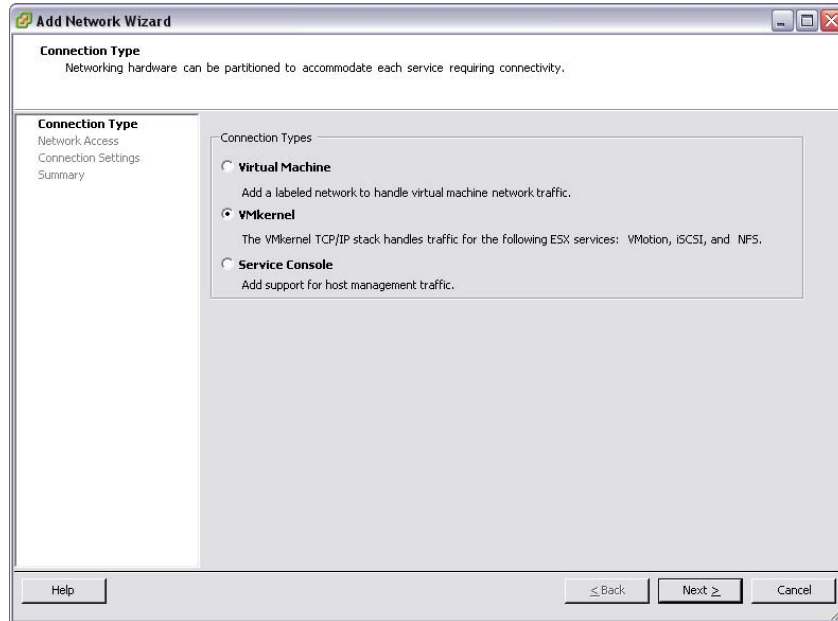 Add Network Wizard
Connection Type
Networking hardware can be partitioned to accommodate each service requiring connectivity.
Connection Type
Network Access
Connection Settings
Summary
Connection Types
Virtual Machine
Add a labeled network to handle virtual machine network traffic.
VMkernel
The VMkernel TCP/IP stack handles traffic for the following ESX services: VMotion, iSCSI, and NFS.
Service Console
Add support for host management traffic.
Help
< Back
Next >
Cancel